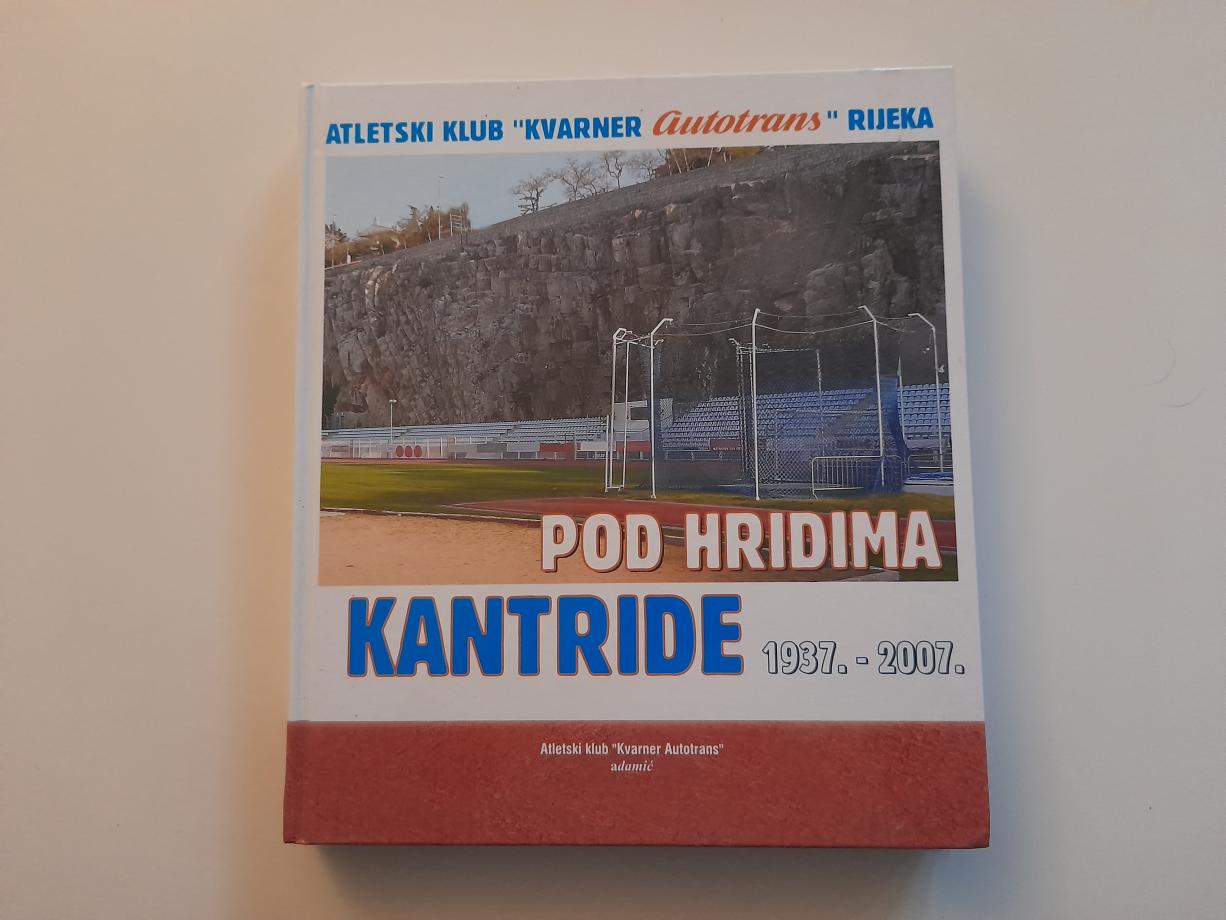 ATLETSKI KLUB "KVARNER Autotrans" RIJEKA
POD HRIDIMA
KANTRIDE 1937. - 2007.
Atletski klub "Kvarner Autotrans"
adamić